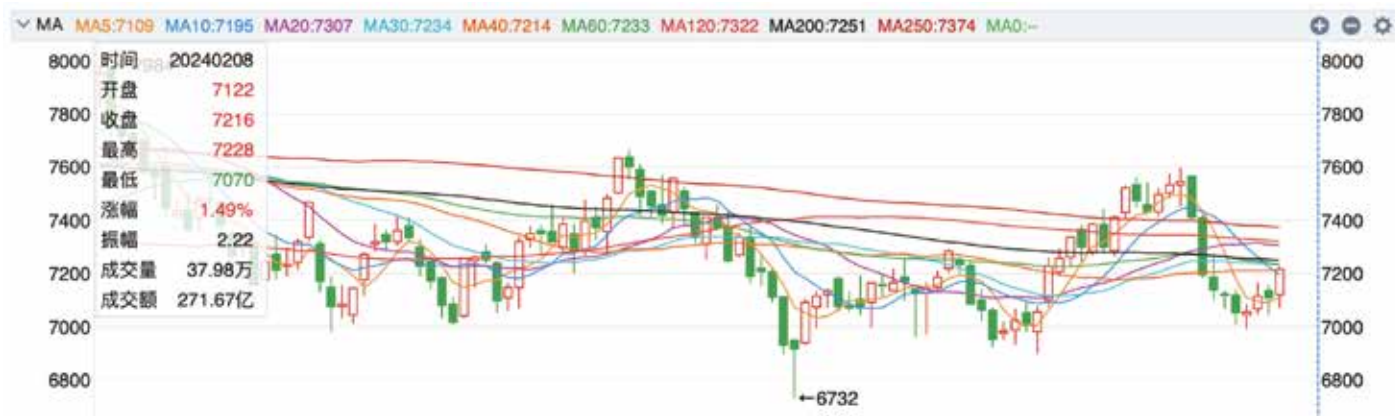 MA MA5:7109 MA10:7195 MA20:7307 MA30:7234 MA40:7214 MA60:7233 MA120:7322 MA200:7251 MA250:7374 MA0:--
8000 时间 20240208 8000
开盘 7122
7800 收盘 7216 7800
最高 7228
7600 最低 7070 7600
涨幅 1.49%
7400 振幅 2.22 7400
7200 成交量 37.98万 7200
成交额 271.67亿
7000 7000
6800 6800
←6732